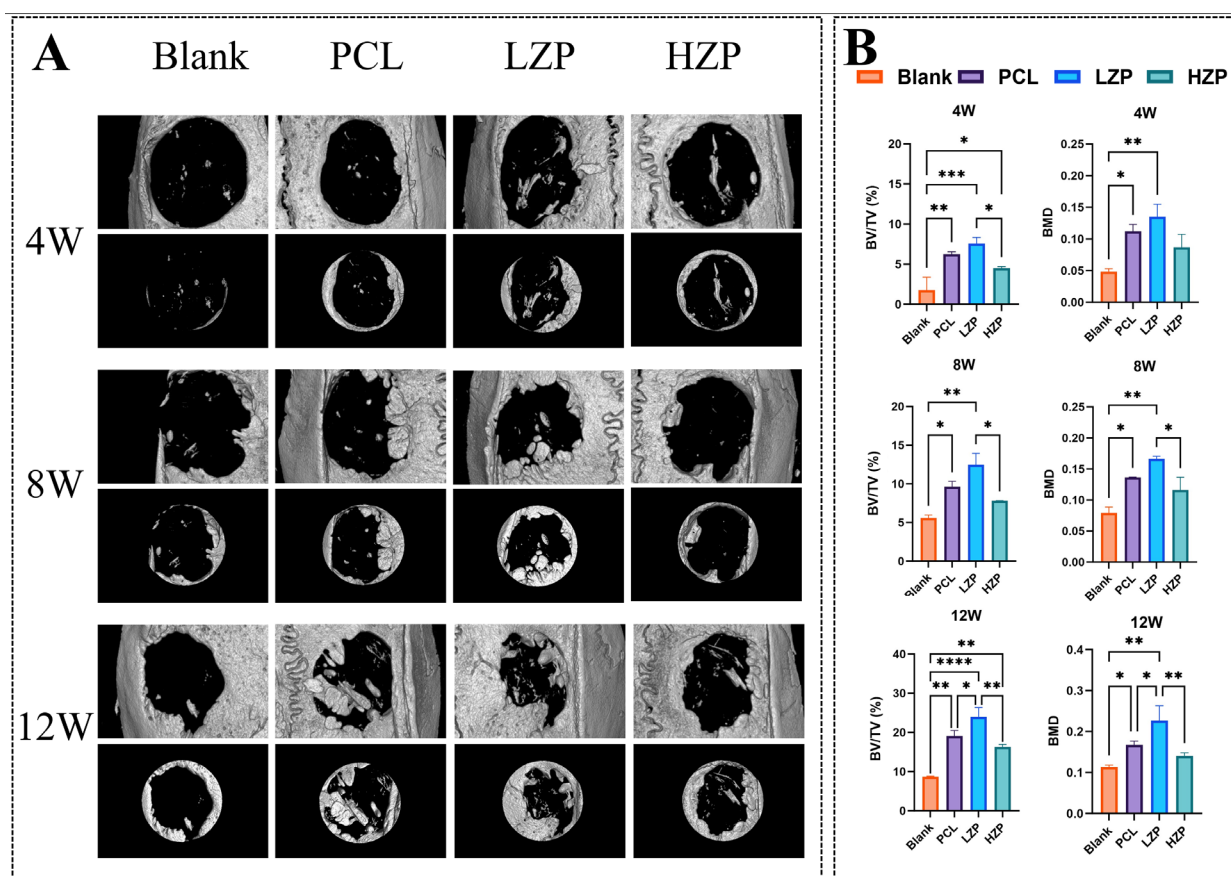 A
Blank PCL LZP HZP
4W
8W
12W
B
Blank PCL LZP HZP
4W
BV/TV (%)
20
15
10
5
0
*
***
** *
Blank PCL LZP HZP
4W
BMD
0.25
0.20
0.15
0.10
0.05
0.00
**
*
Blank PCL LZP HZP
8W
BV/TV (%)
20
15
10
5
0
**
* *
Blank PCL LZP HZP
8W
BMD
0.25
0.20
0.15
0.10
0.05
0.00
**
* *
Blank PCL LZP HZP
12W
BV/TV (%)
40
30
20
10
0
**
****
** * **
Blank PCL LZP HZP
12W
BMD
0.4
0.3
0.2
0.1
0.0
**
* * **
Blank PCL LZP HZP